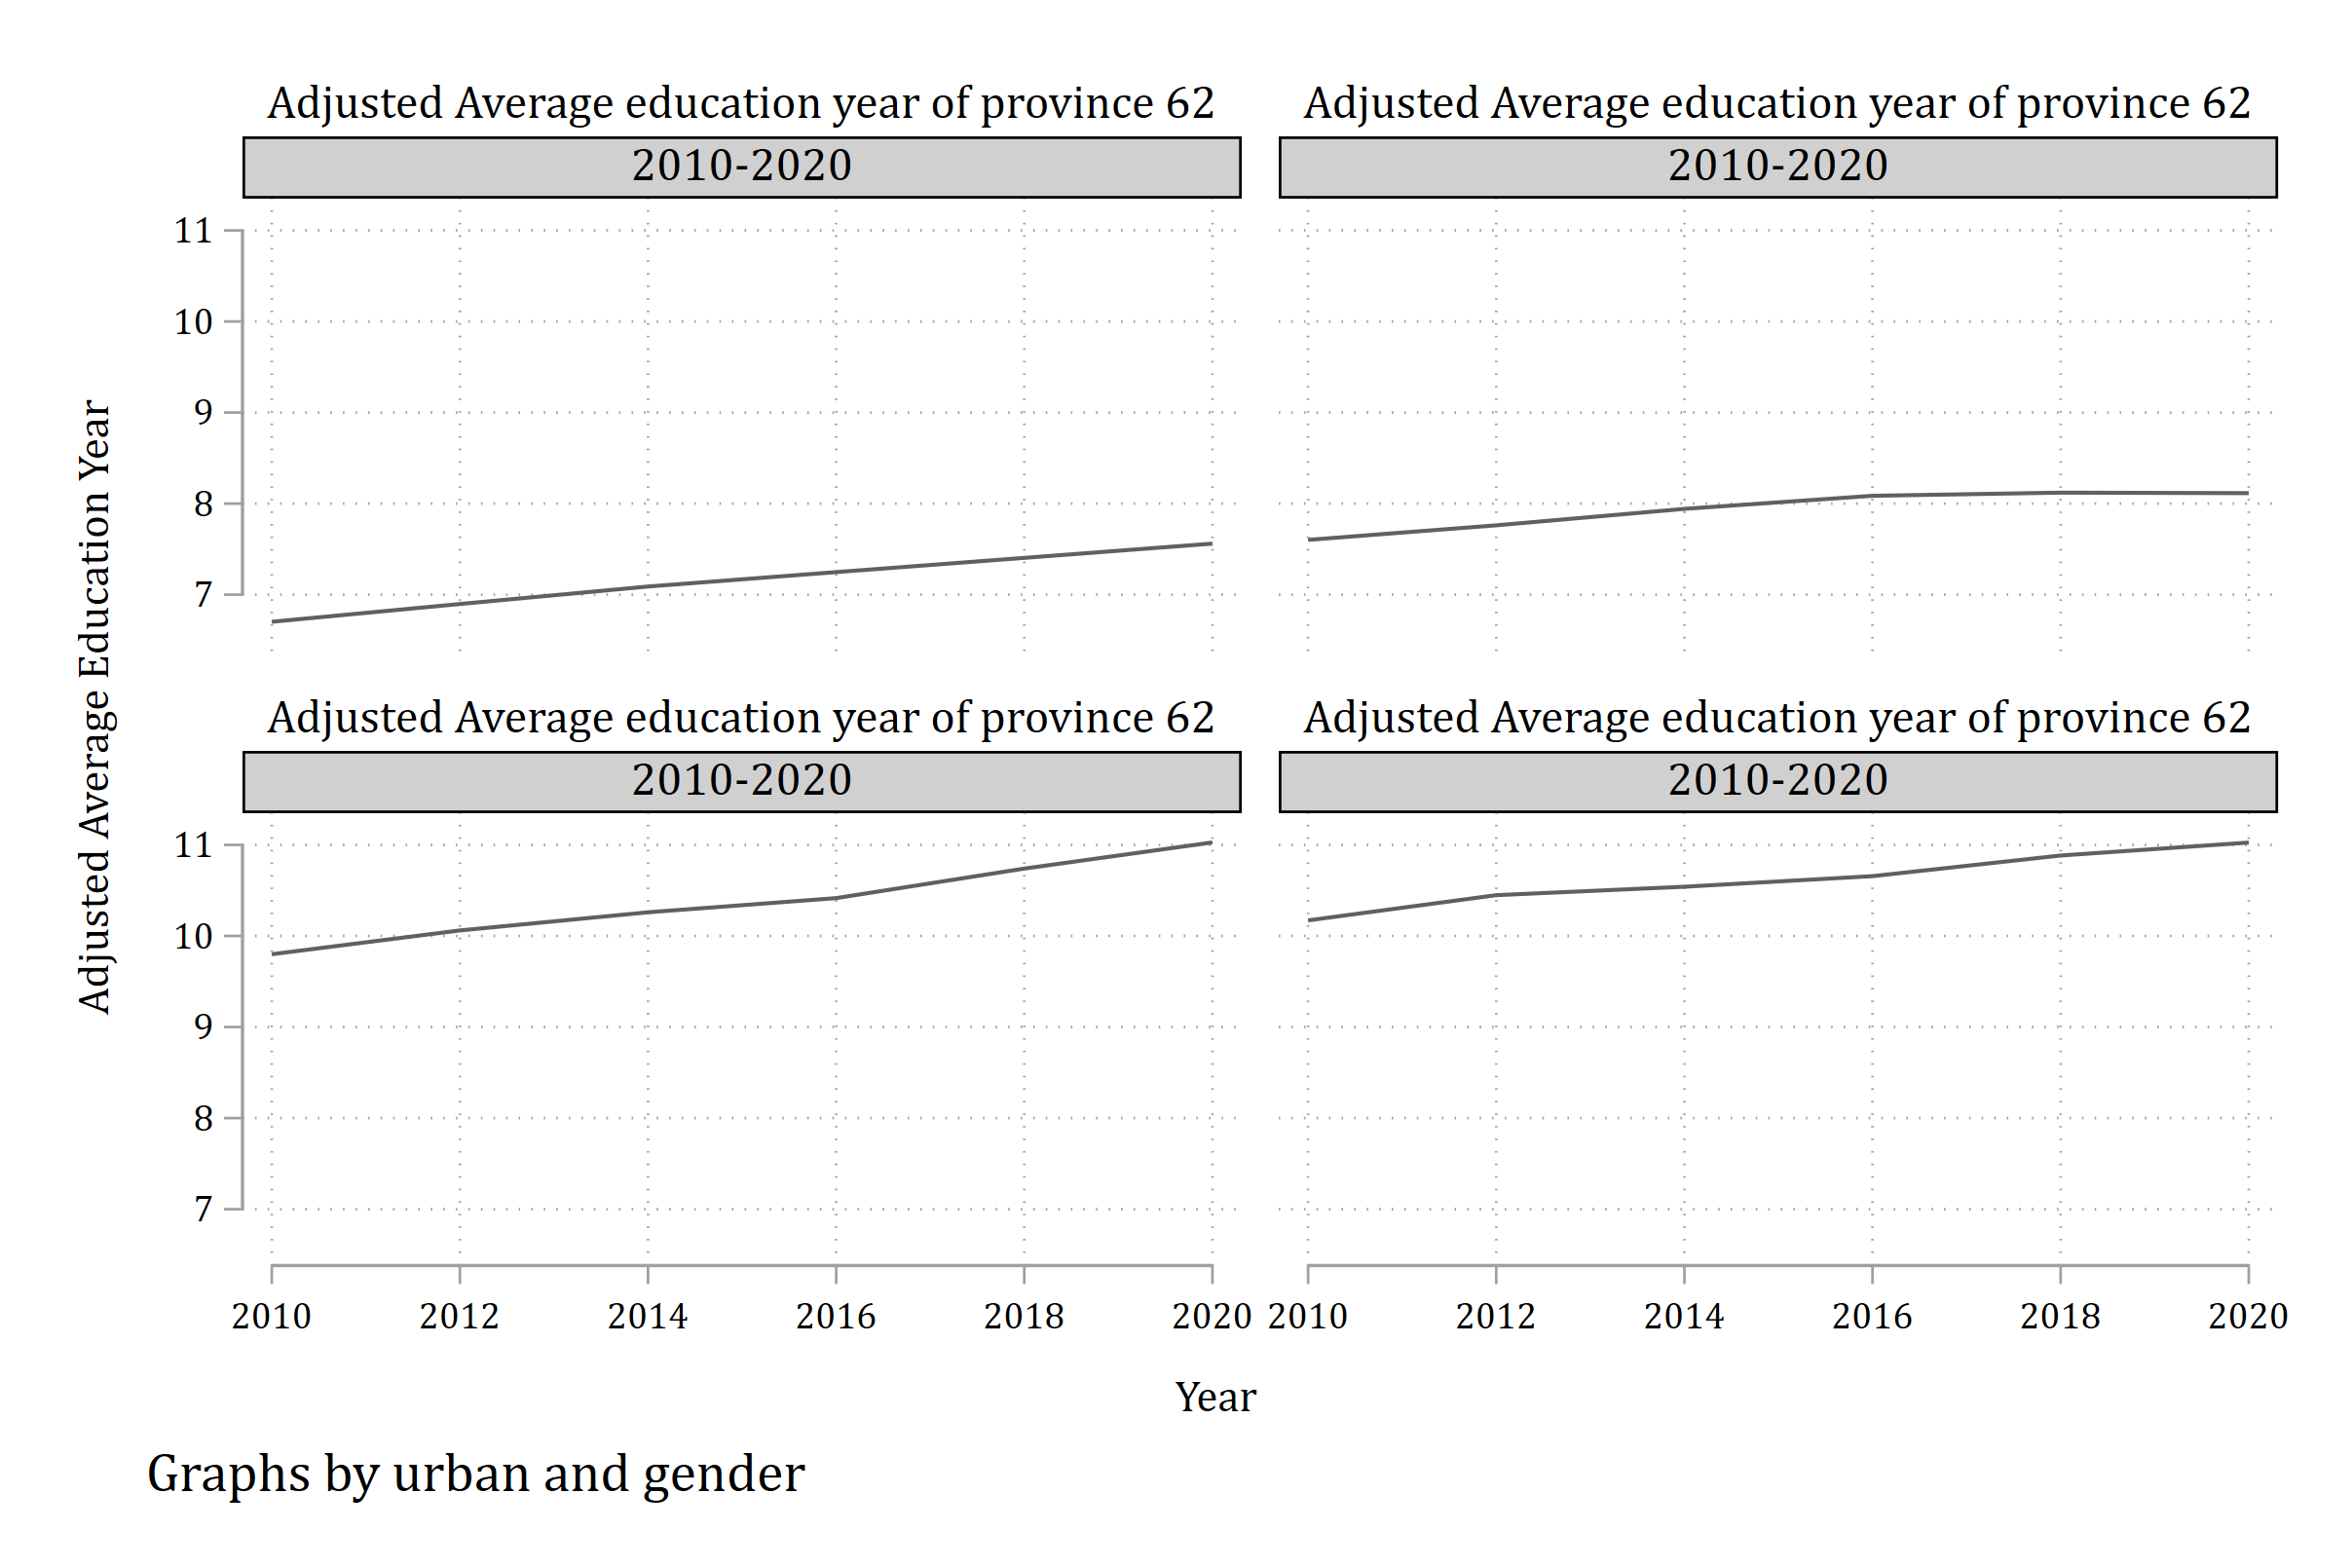 Adjusted Average education year of province 62
2010-2020
Adjusted Average education year of province 62
2010-2020
11
10
9
8
7
Adjusted Average education year of province 62
2010-2020
Adjusted Average education year of province 62
2010-2020
11
10
9
8
7
Adjusted Average Education Year
2010 2012 2014 2016 2018 2020 2010 2012 2014 2016 2018 2020
Year
Graphs by urban and gender